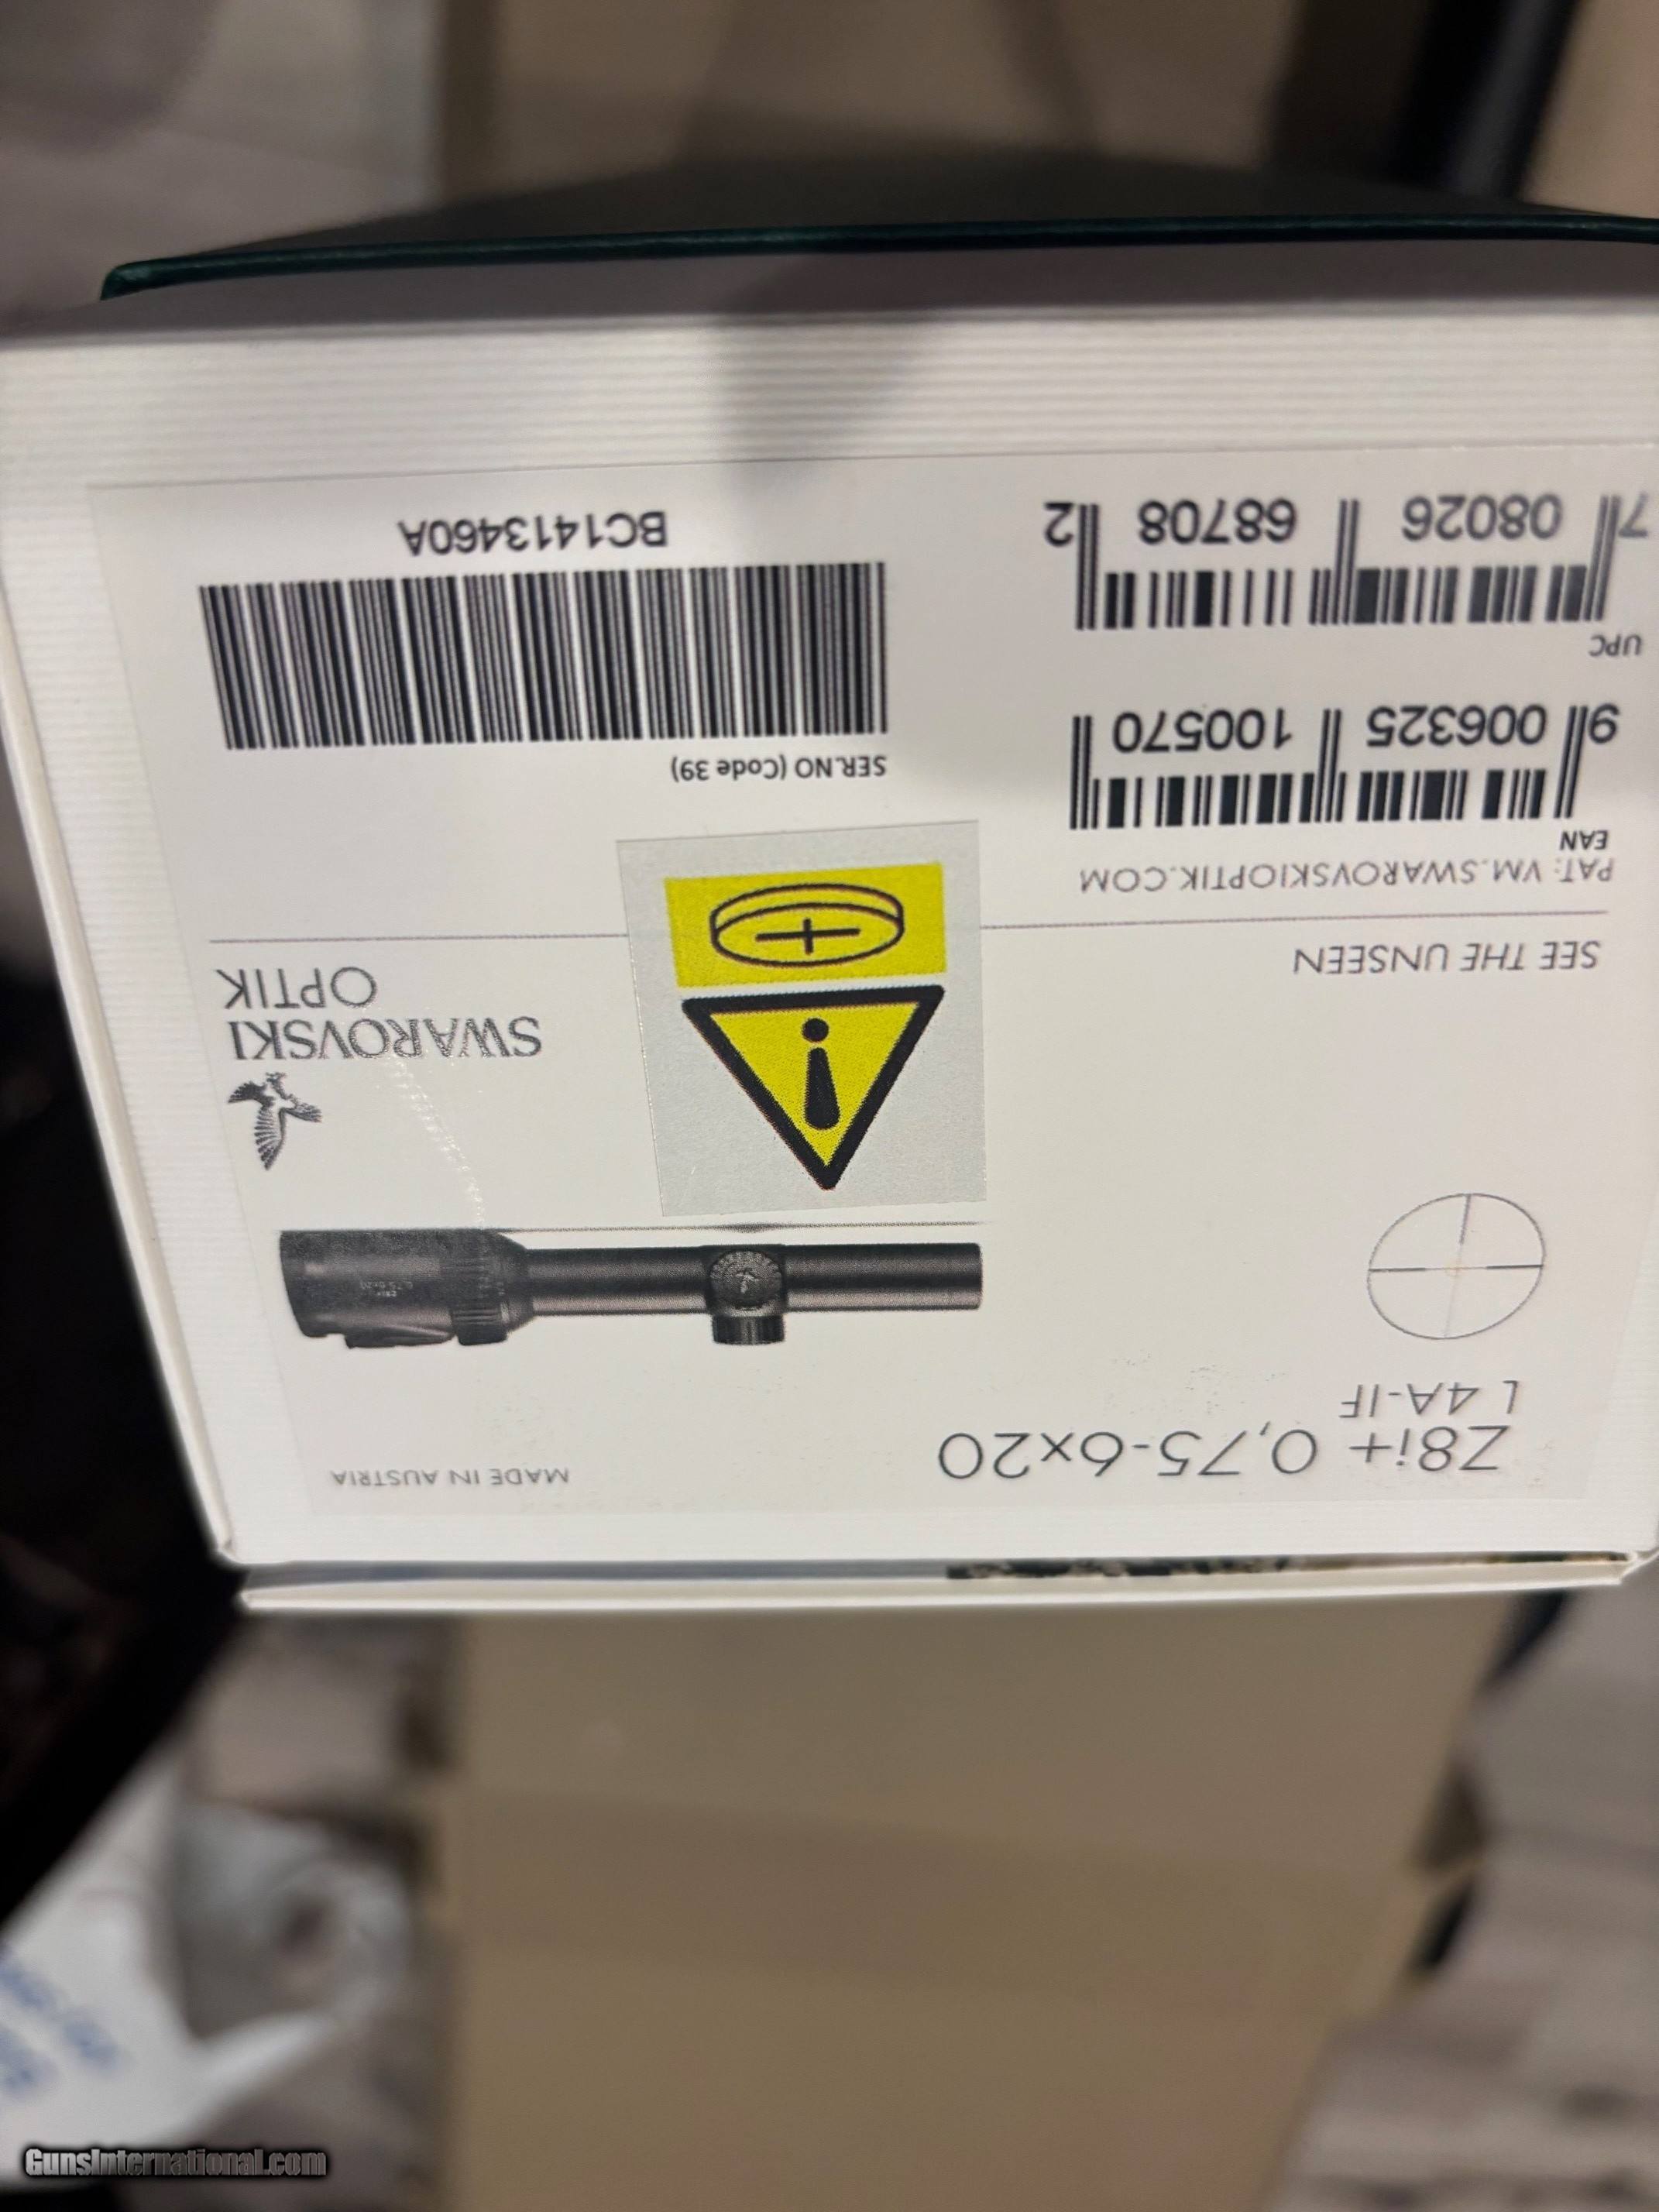 Z8i+ 0,75-6x20
L 4A-IF
MADE IN AUSTRIA
SWAROVSKI
OPTIK
SEE THE UNSEEN
PAT: VM.SWAROVSKIOPTIK.COM
EAN
9 006325 100570
UPC
7 08026 68708 2
SER.NO (Code 39)
BC1413460A
GunsInternational.com